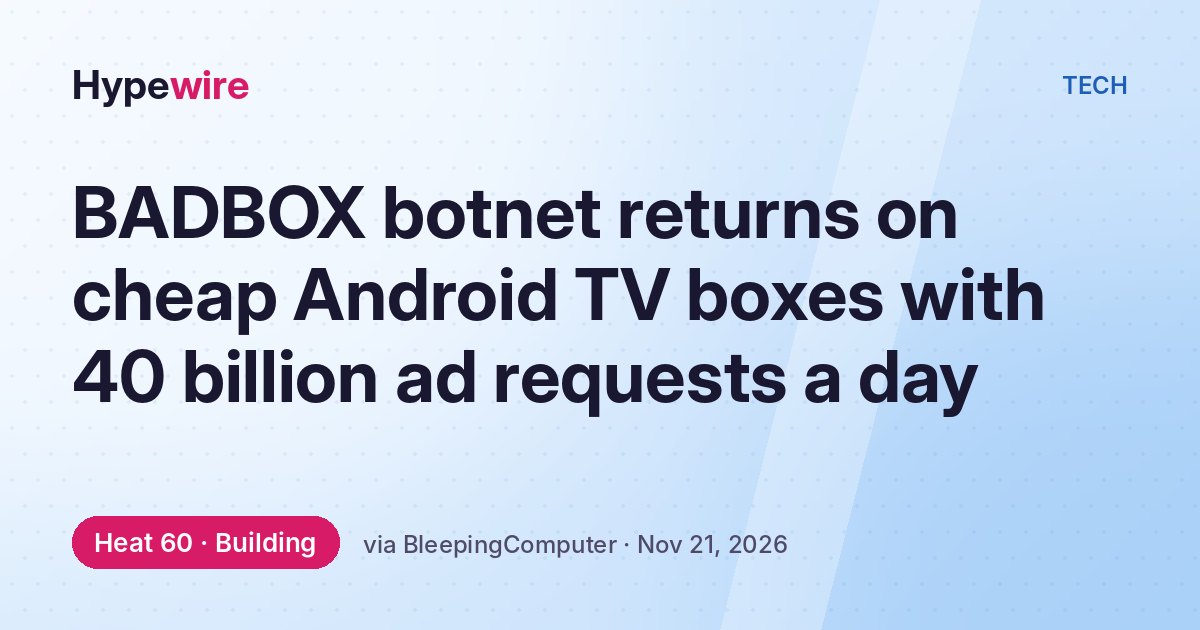 Hypewire
TECH
BADBOX botnet returns on
cheap Android TV boxes with
40 billion ad requests a day
Heat 60 · Building
via BleepingComputer · Nov 21, 2026